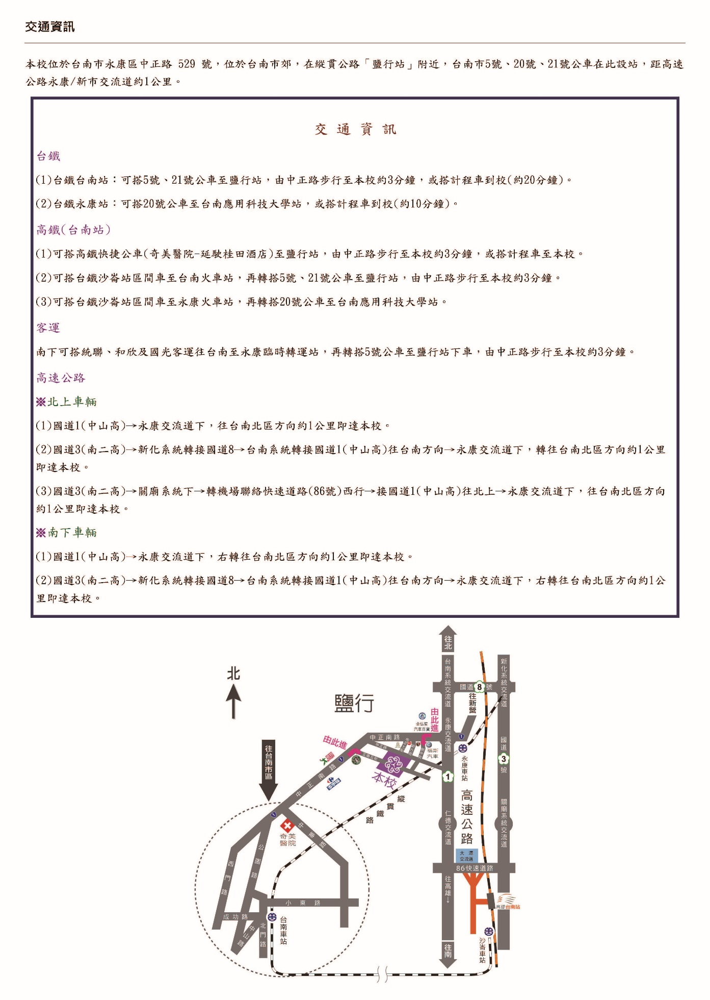 交通資訊
本校位於台南市永康區中正路 529 號，位於台南市郊，在縱貫公路「鹽行站」附近，台南市5號、20號、21號公車在此設站，距高速
公路永康/新市交流道約1公里。
交通資訊
台鐵
(1)台鐵台南站：可搭5號、21號公車至鹽行站，由中正路步行至本校約3分鐘，或搭計程車到校(約20分鐘)。
(2)台鐵永康站：可搭20號公車至台南應用科技大學站，或搭計程車到校(約10分鐘)。
高鐵(台南站)
(1)可搭高鐵快捷公車(奇美醫院-延駛桂田酒店)至鹽行站，由中正路步行至本校約3分鐘，或搭計程車至本校。
(2)可搭台鐵沙崙站區間車至台南火車站，再轉搭5號、21號公車至鹽行站，由中正路步行至本校約3分鐘。
(3)可搭台鐵沙崙站區間車至永康火車站，再轉搭20號公車至台南應用科技大學站。
客運
南下可搭統聯、和欣及國光客運往台南至永康臨時轉運站，再轉搭5號公車至鹽行站下車，由中正路步行至本校約3分鐘。
高速公路
※北上車輛
(1)國道1(中山高)→永康交流道下，往台南北區方向約1公里即達本校。
(2)國道3(南二高)→新化系統轉接國道8→台南系統轉接國道1(中山高)往台南方向→永康交流道下，轉往台南北區方向約1公里
即達本校。
(3)國道3(南二高)→關廟系統下→轉機場聯絡快速道路(86號)西行→接國道1(中山高)往北上→永康交流道下，往台南北區方向
約1公里即達本校。
※南下車輛
(1)國道1(中山高)→永康交流道下，右轉往台南北區方向約1公里即達本校。
(2)國道3(南二高)→新化系統轉接國道8→台南系統轉接國道1(中山高)往台南方向→永康交流道下，右轉往台南北區方向約1公
里即達本校。
往北
台南系統交流道
新化系統交流道
北
國道8號
往新營
鹽行
由此進
金弘笙
汽車百貨
永康交流道
中正南路
1
由此進
中正路
正南五街
福斯
汽車
國道3號
永康車站
往台南市區
1
中正南路
家樂福
本校
1
高速公路
縱貫鐵路
關廟系統交流道
仁德交流道
1
奇美
醫院
中華路
公園路
西門路
大潭
交流道
86快速道路
往高雄↓
小東路
高鐵台南站
成功路
台南車站
中山路
北門路
沙崙車站
往南